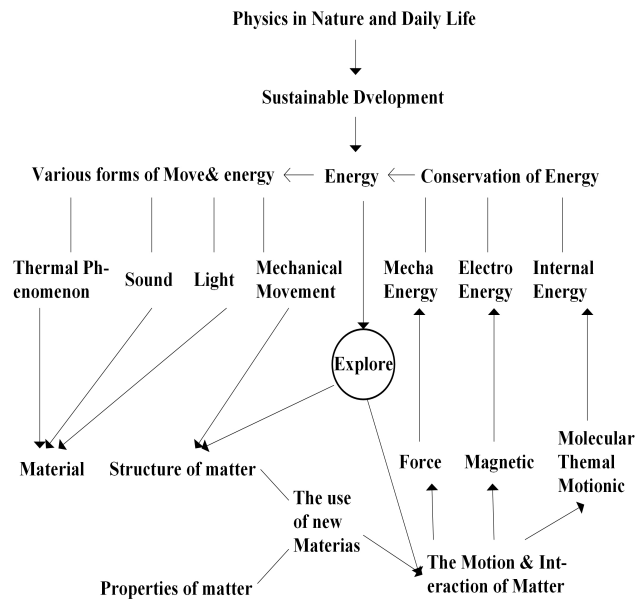 Physics in Nature and Daily Life
Sustainable Dvelopment
Various forms of Move& energy
Energy
Conservation of Energy
Thermal Ph-
enomenon
Sound
Light
Mechanical
Movement
Mecha
Energy
Electro
Energy
Internal
Energy
Explore
Material
Structure of matter
Force
Magnetic
Molecular
Themal
Motionic
The use
of new
Materias
Properties of matter
The Motion & Int-
eraction of Matter